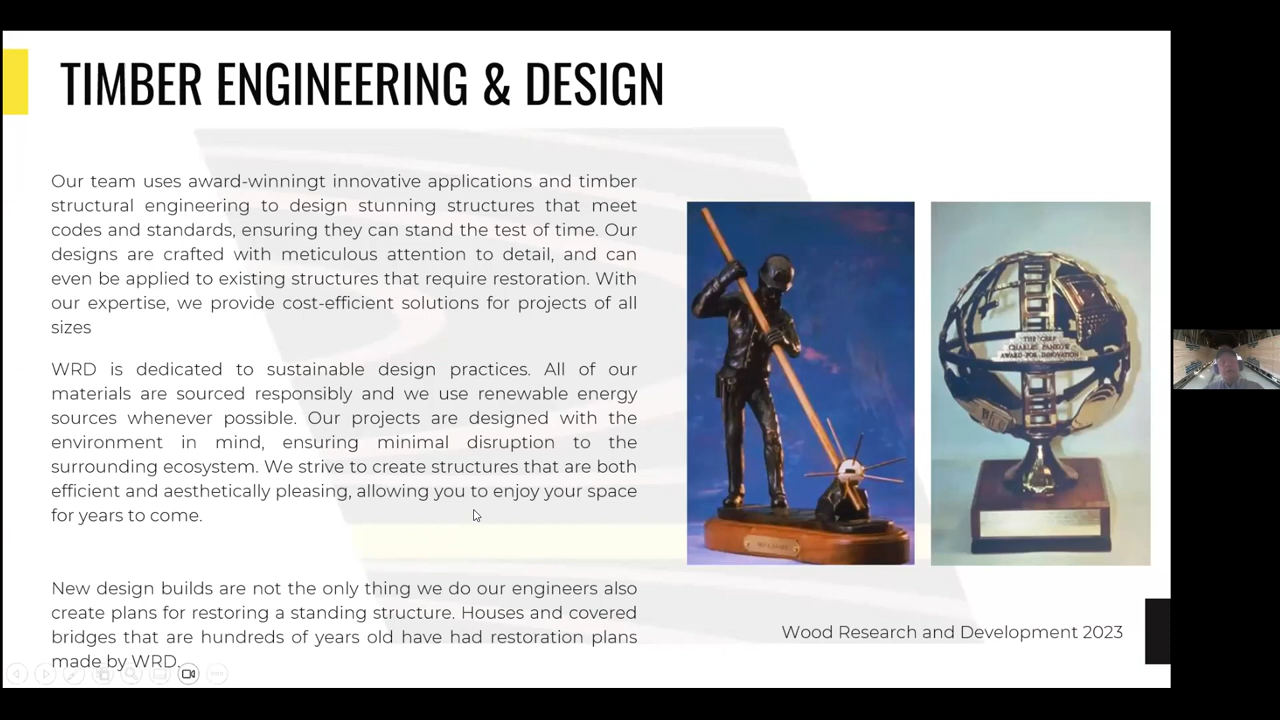 TIMBER ENGINEERING & DESIGN
Our team uses award-winningt innovative applications and timber
structural engineering to design stunning structures that meet
codes and standards, ensuring they can stand the test of time. Our
designs are crafted with meticulous attention to detail, and can
even be applied to existing structures that require restoration. With
our expertise, we provide cost-efficient solutions for projects of all
sizes
WRD is dedicated to sustainable design practices. All of our
materials are sourced responsibly and we use renewable energy
sources whenever possible. Our projects are designed with the
environment in mind, ensuring minimal disruption to the
surrounding ecosystem. We strive to create structures that are both
efficient and aesthetically pleasing, allowing you to enjoy your space
for years to come.
New design builds are not the only thing we do our engineers also
create plans for restoring a standing structure. Houses and covered
bridges that are hundreds of years old have had restoration plans
made by WRD.
THE CERF
CHARLES PANKOW
AWARD FOR INNOVATION
Wood Research and Development 2023